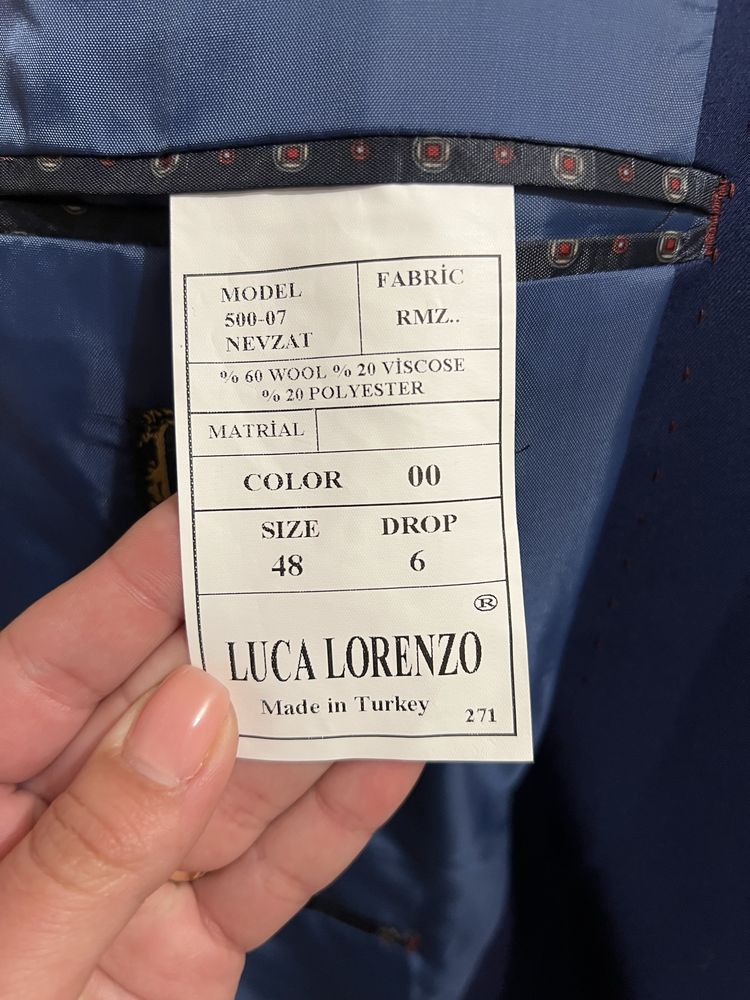 MODEL
500-07
NEVZAT
FABRİC
RMZ..
% 60 WOOL % 20 VİSCOSE
% 20 POLYESTER
MATRİAL
COLOR 00
SIZE DROP
48 6
®
LUCA LORENZO
Made in Turkey
271